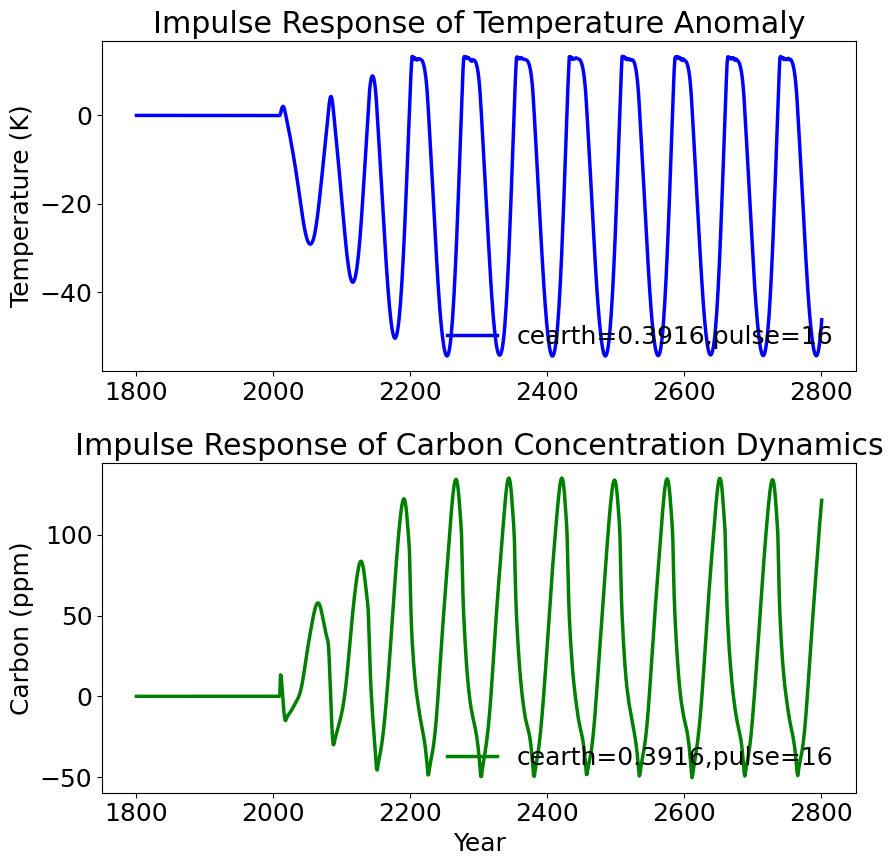 Impulse Response of Temperature Anomaly
Temperature (K)
0
−20
−40
cearth=0.3916,pulse=16
1800 2000 2200 2400 2600 2800
Impulse Response of Carbon Concentration Dynamics
Carbon (ppm)
100
50
0
−50
cearth=0.3916,pulse=16
1800 2000 2200 2400 2600 2800
Year